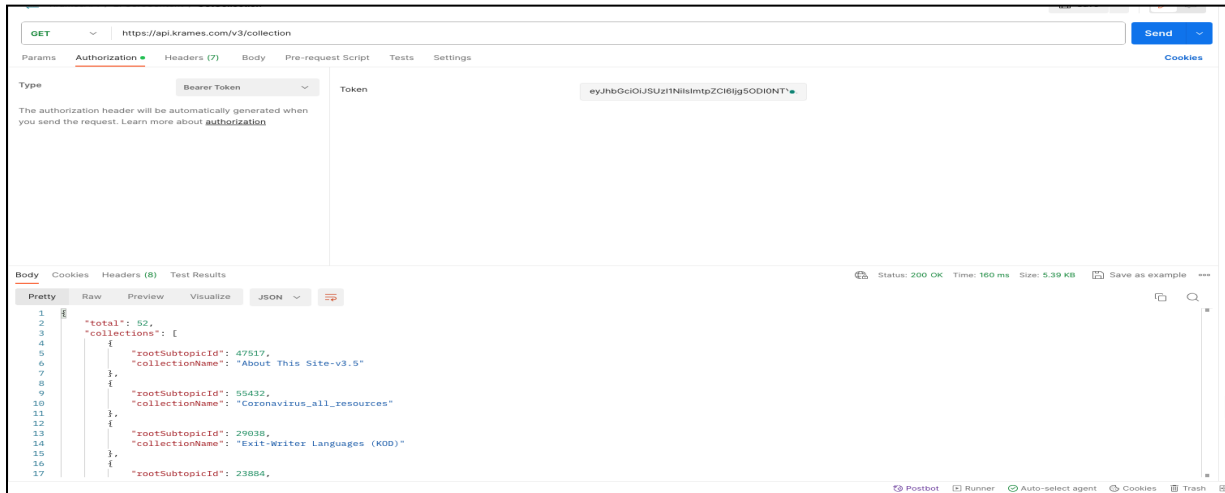 GET https://api.krames.com/v3/collection Send
Params Authorization Headers (7) Body Pre-request Script Tests Settings Cookies
Type Bearer Token Token eyJhbGciOiJSUzI1NiIsImtpZCI6Ijg5ODI0NTY
The authorization header will be automatically generated when
you send the request. Learn more about authorization
Body Cookies Headers (8) Test Results Status: 200 OK Time: 160 ms Size: 5.39 KB Save as example
Pretty Raw Preview Visualize JSON
1 {
2 "total": 52,
3 "collections": [
4 {
5 "rootSubtopicId": 47517,
6 "collectionName": "About This Site-v3.5"
7 },
8 {
9 "rootSubtopicId": 55432,
10 "collectionName": "Coronavirus_all_resources"
11 },
12 {
13 "rootSubtopicId": 29038,
14 "collectionName": "Exit-Writer Languages (KOD)"
15 },
16 {
17 "rootSubtopicId": 23884,
Postbot Runner Auto-select agent Cookies Trash